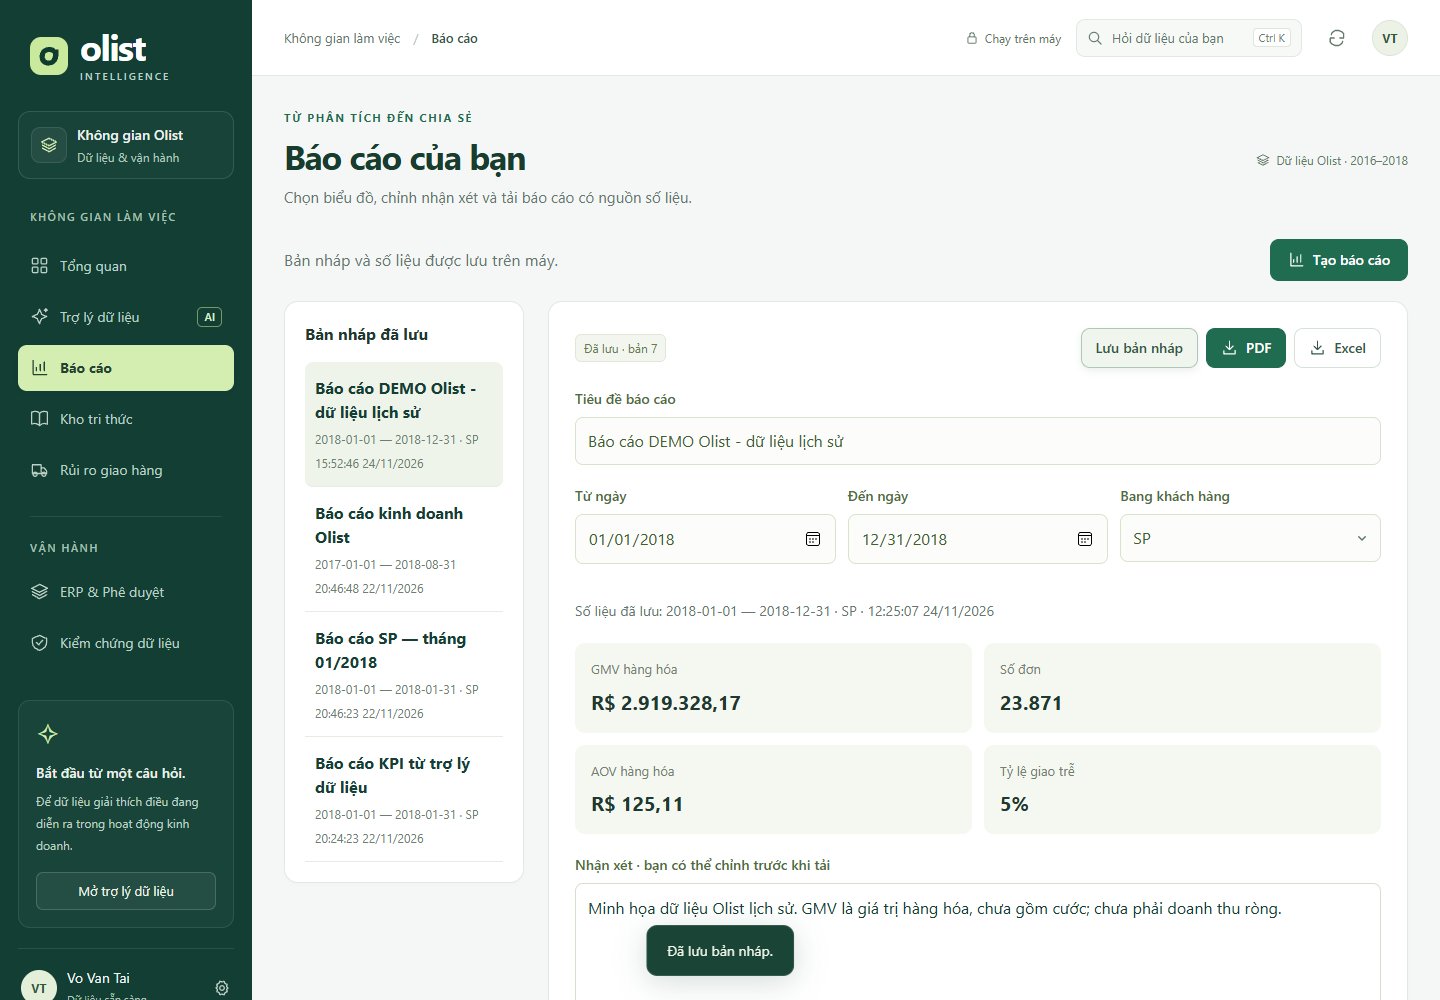 olist
INTELLIGENCE
Không gian Olist
Dữ liệu & vận hành
KHÔNG GIAN LÀM VIỆC
Tổng quan
Trợ lý dữ liệu
AI
Báo cáo
Kho tri thức
Rủi ro giao hàng
VẬN HÀNH
ERP & Phê duyệt
Kiểm chứng dữ liệu
Bắt đầu từ một câu hỏi.
Để dữ liệu giải thích điều đang
diễn ra trong hoạt động kinh
doanh.
Mở trợ lý dữ liệu
VT
Vo Van Tai
Dữ liệu sẵn sàng
Không gian làm việc / Báo cáo
Chạy trên máy
Hỏi dữ liệu của bạn
Ctrl K
VT
TỪ PHÂN TÍCH ĐẾN CHIA SẺ
Báo cáo của bạn
Chọn biểu đồ, chỉnh nhận xét và tải báo cáo có nguồn số liệu.
Dữ liệu Olist · 2016–2018
Bản nháp và số liệu được lưu trên máy.
Tạo báo cáo
Bản nháp đã lưu
Báo cáo DEMO Olist -
dữ liệu lịch sử
2018-01-01 — 2018-12-31 · SP
15:52:46 24/11/2026
Báo cáo kinh doanh
Olist
2017-01-01 — 2018-08-31
20:46:48 22/11/2026
Báo cáo SP — tháng
01/2018
2018-01-01 — 2018-01-31 · SP
20:46:23 22/11/2026
Báo cáo KPI từ trợ lý
dữ liệu
2018-01-01 — 2018-01-31 · SP
20:24:23 22/11/2026
Đã lưu · bản 7
Lưu bản nháp
PDF
Excel
Tiêu đề báo cáo
Báo cáo DEMO Olist - dữ liệu lịch sử
Từ ngày
Đến ngày
Bang khách hàng
01/01/2018
12/31/2018
SP
Số liệu đã lưu: 2018-01-01 — 2018-12-31 · SP · 12:25:07 24/11/2026
GMV hàng hóa
R$ 2.919.328,17
Số đơn
23.871
AOV hàng hóa
R$ 125,11
Tỷ lệ giao trễ
5%
Nhận xét · bạn có thể chỉnh trước khi tải
Minh họa dữ liệu Olist lịch sử. GMV là giá trị hàng hóa, chưa gồm cước; chưa phải doanh thu ròng.
Đã lưu bản nháp.